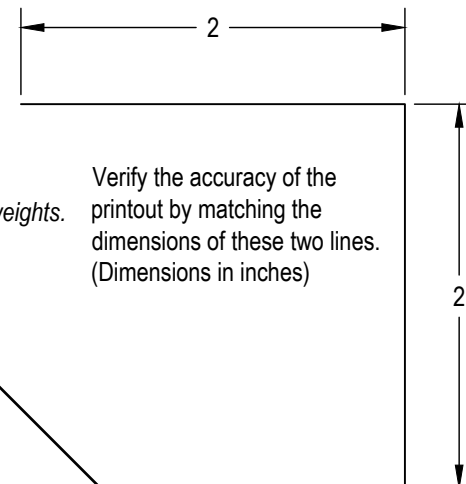 2
Verify the accuracy of the
weights. printout by matching the
dimensions of these two lines.
(Dimensions in inches)
2